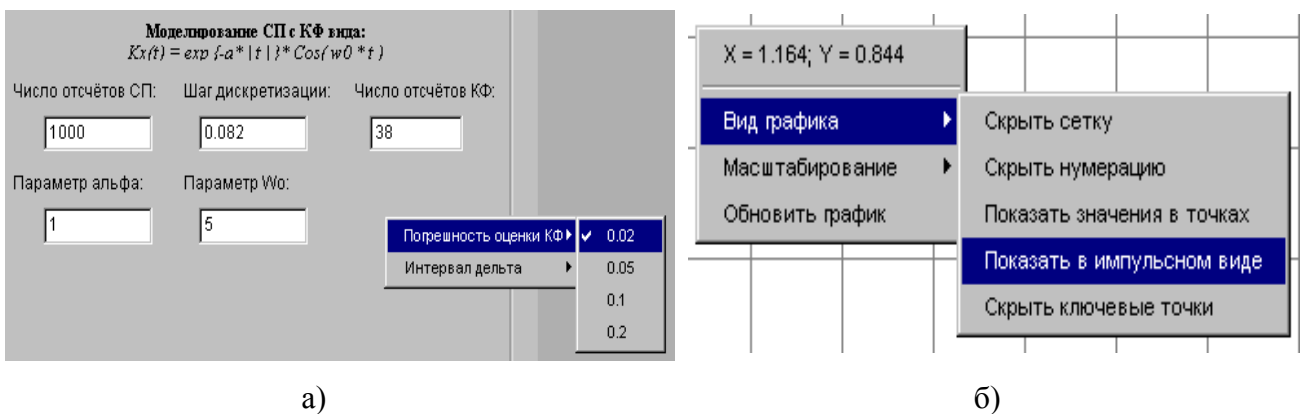 Моделирование СП с КФ вида:
Kx(t) = exp {-a* | t | }* Cos( w0 *t )
Число отсчётов СП: Шаг дискретизации: Число отсчётов КФ:
1000 0.082 38
Параметр альфа: Параметр Wo:
1 5
Погрешность оценки КФ 0.02
Интервал дельта 0.05
0.1
0.2
а)
X = 1.164; Y = 0.844
Вид графика
Масштабирование
Обновить график
Скрыть сетку
Скрыть нумерацию
Показать значения в точках
Показать в импульсном виде
Скрыть ключевые точки
б)